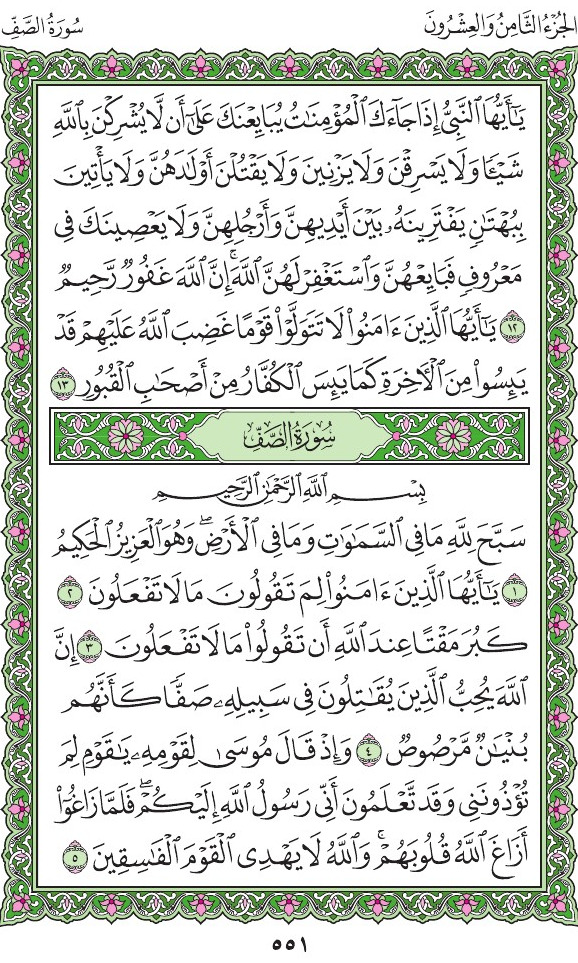 الجُزْءُ الثَّامِنُ وَالعِشْرُونَ
سُورَةُ الصَّفِّ
يَٰٓأَيُّهَا ٱلنَّبِيُّ إِذَا جَآءَكَ ٱلْمُؤْمِنَٰتُ يُبَايِعْنَكَ عَلَىٰٓ أَن لَّا يُشْرِكْنَ بِٱللَّهِ
شَيْـًٔا وَلَا يَسْرِقْنَ وَلَا يَزْنِينَ وَلَا يَقْتُلْنَ أَوْلَٰدَهُنَّ وَلَا يَأْتِينَ
بِبُهْتَٰنٍ يَفْتَرِينَهُۥ بَيْنَ أَيْدِيهِنَّ وَأَرْجُلِهِنَّ وَلَا يَعْصِينَكَ فِى
مَعْرُوفٍ فَبَايِعْهُنَّ وَٱسْتَغْفِرْ لَهُنَّ ٱللَّهَ ۚ إِنَّ ٱللَّهَ غَفُورٌ رَّحِيمٌ
١٢ يَٰٓأَيُّهَا ٱلَّذِينَ ءَامَنُوا۟ لَا تَتَوَلَّوْا۟ قَوْمًا غَضِبَ ٱللَّهُ عَلَيْهِمْ قَدْ
يَئِسُوا۟ مِنَ ٱلْءَاخِرَةِ كَمَا يَئِسَ ٱلْكُفَّارُ مِنْ أَصْحَٰبِ ٱلْقُبُورِ ١٣
سُورَةُ الصَّفِّ
بِسْمِ ٱللَّهِ ٱلرَّحْمَٰنِ ٱلرَّحِيمِ
سَبَّحَ لِلَّهِ مَا فِى ٱلسَّمَٰوَٰتِ وَمَا فِى ٱلْأَرْضِ ۖ وَهُوَ ٱلْعَزِيزُ ٱلْحَكِيمُ
١ يَٰٓأَيُّهَا ٱلَّذِينَ ءَامَنُوا۟ لِمَ تَقُولُونَ مَا لَا تَفْعَلُونَ ٢
كَبُرَ مَقْتًا عِندَ ٱللَّهِ أَن تَقُولُوا۟ مَا لَا تَفْعَلُونَ ٣ إِنَّ
ٱللَّهَ يُحِبُّ ٱلَّذِينَ يُقَٰتِلُونَ فِى سَبِيلِهِۦ صَفًّا كَأَنَّهُم
بُنْيَٰنٌ مَّرْصُوصٌ ٤ وَإِذْ قَالَ مُوسَىٰ لِقَوْمِهِۦ يَٰقَوْمِ لِمَ
تُؤْذُونَنِى وَقَد تَّعْلَمُونَ أَنِّى رَسُولُ ٱللَّهِ إِلَيْكُمْ ۖ فَلَمَّا زَاغُوٓا۟
أَزَاغَ ٱللَّهُ قُلُوبَهُمْ ۚ وَٱللَّهُ لَا يَهْدِى ٱلْقَوْمَ ٱلْفَٰسِقِينَ ٥
٥٥١